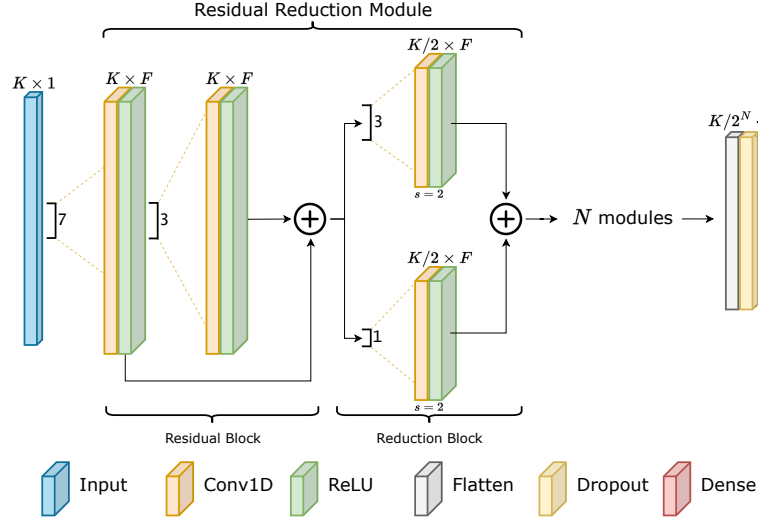 Residual Reduction Module
K/2 × F
K × 1
K × F
K × F
K/2^N ·
3
7
3
s = 2
N modules
K/2 × F
1
s = 2
Residual Block
Reduction Block
Input
Conv1D
ReLU
Flatten
Dropout
Dense